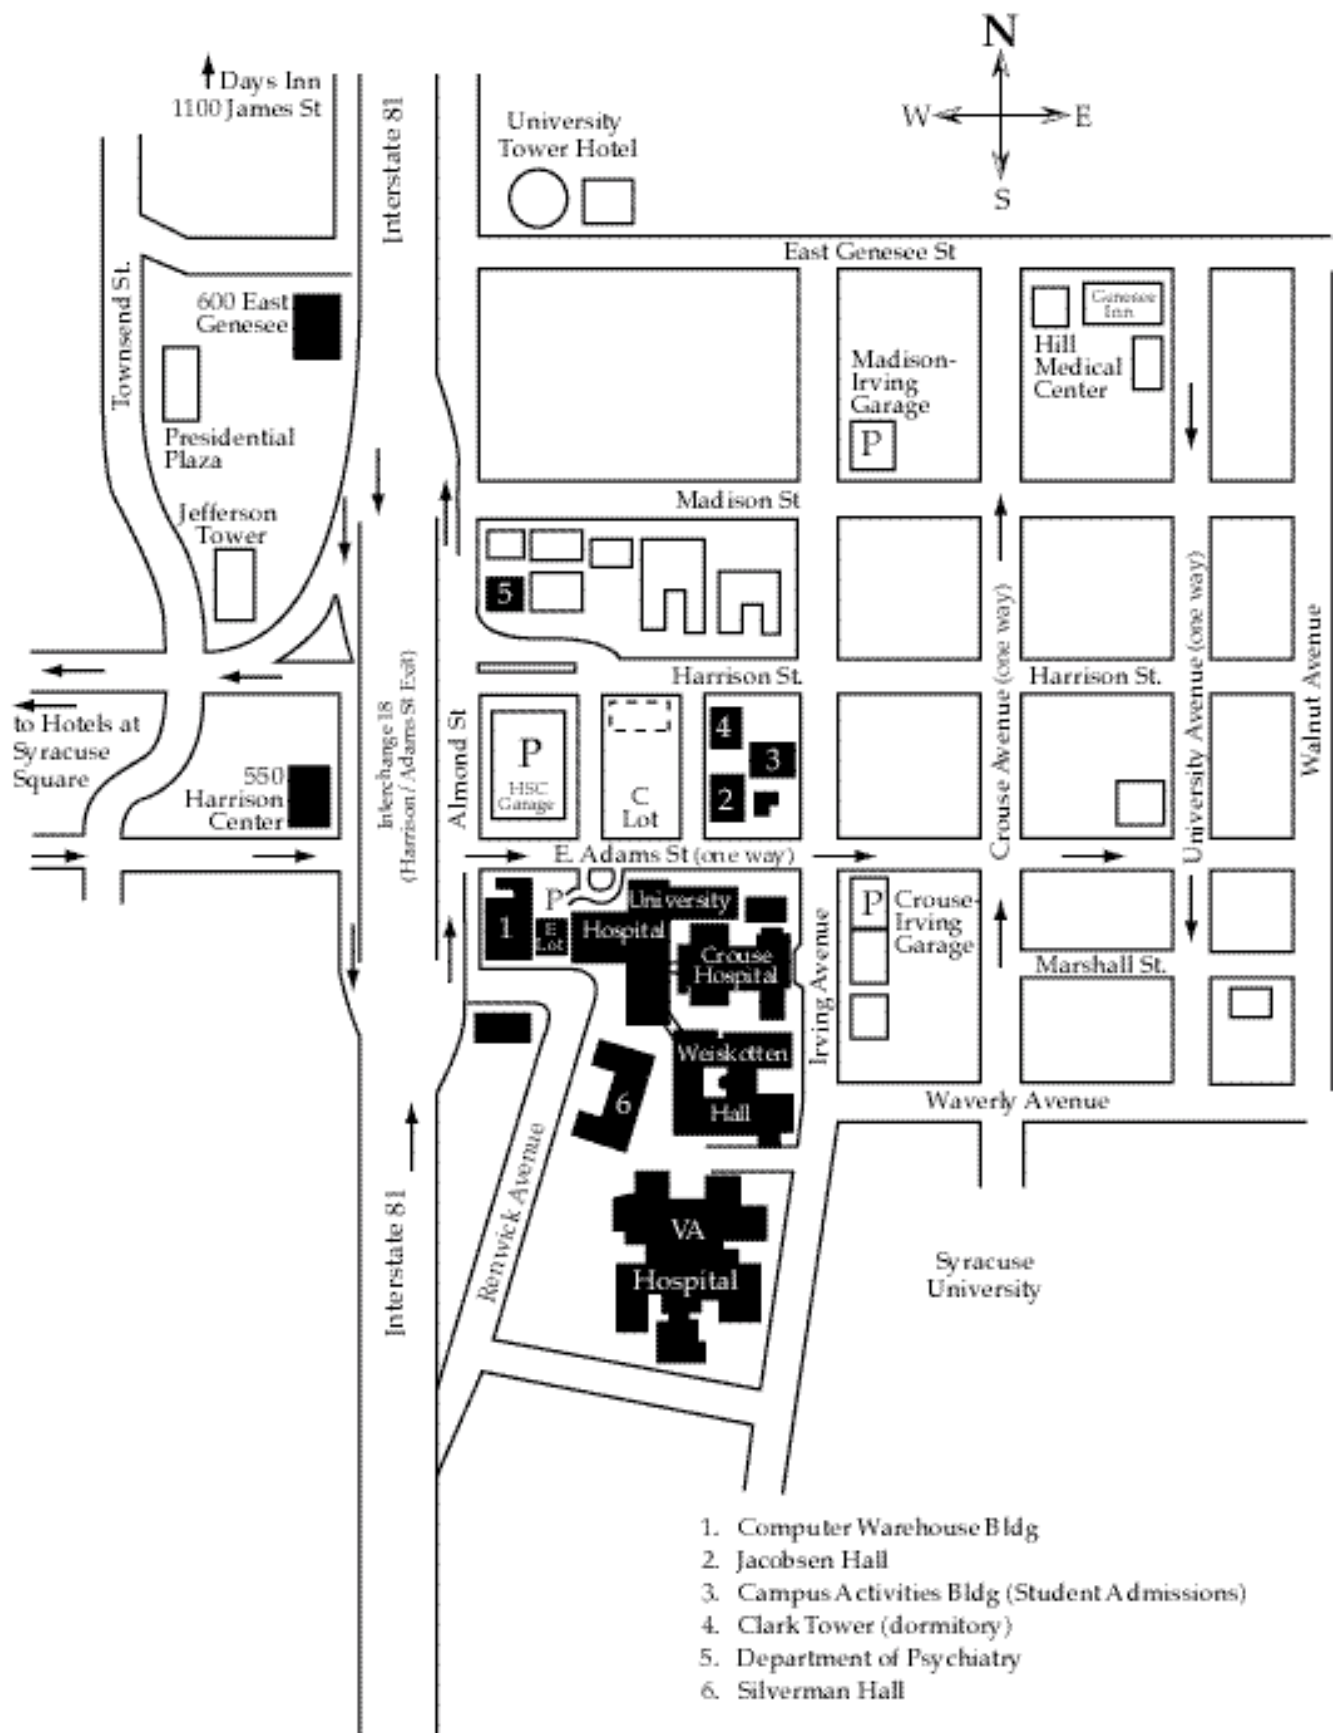 N
W
E
S
Days Inn
1100 James St
Interstate 81
University
Tower Hotel
East Genesee St
Townsend St.
600 East
Genesee
Presidential
Plaza
Jefferson
Tower
Madison-
Irving
Garage
P
Genesee
Inn
Hill
Medical
Center
Madison St
5
Harrison St.
Harrison St.
Crouse Avenue (one way)
University Avenue (one way)
Walnut Avenue
to Hotels at
Syracuse
Square
550
Harrison
Center
Interchange 18
(Harrison / Adams St Exit)
Almond St
P
HSC
Garage
C
Lot
4
3
2
E. Adams St (one way)
1
P
E
Lot
University
Hospital
Crouse
Hospital
Irving Avenue
P
Crouse-
Irving
Garage
Marshall St.
Weiskotten
Hall
6
Waverly Avenue
Renwick Avenue
Interstate 81
VA
Hospital
Syracuse
University
1. Computer Warehouse Bldg
2. Jacobsen Hall
3. Campus Activities Bldg (Student Admissions)
4. Clark Tower (dormitory)
5. Department of Psychiatry
6. Silverman Hall